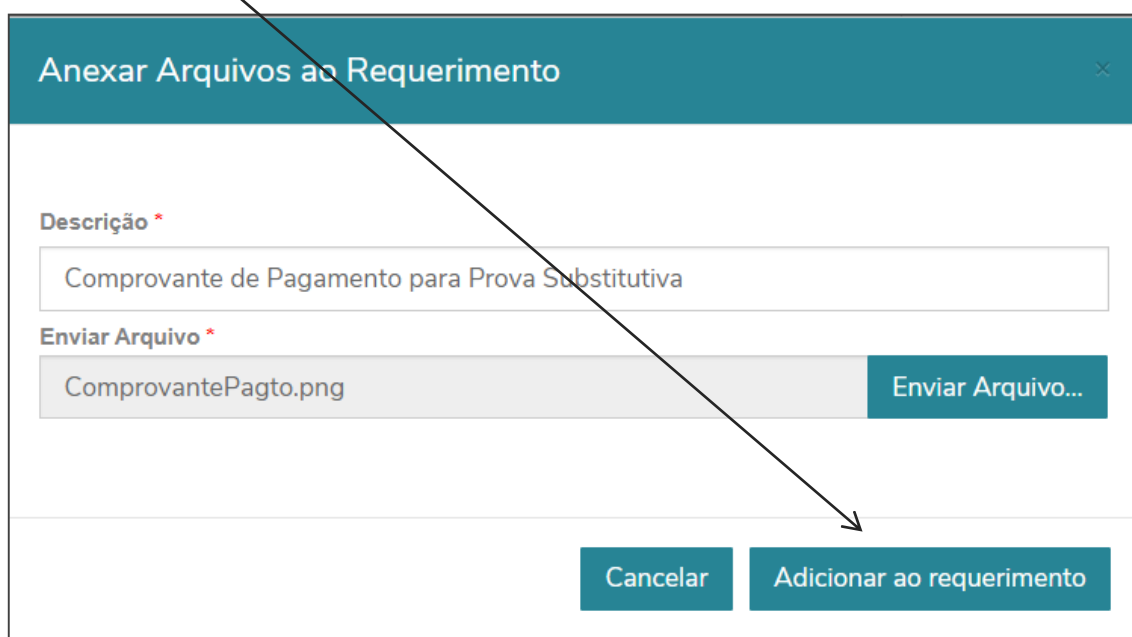 Anexar Arquivos ao Requerimento ×
Descrição *
Comprovante de Pagamento para Prova Substitutiva
Enviar Arquivo *
ComprovantePagto.png Enviar Arquivo...
Cancelar Adicionar ao requerimento